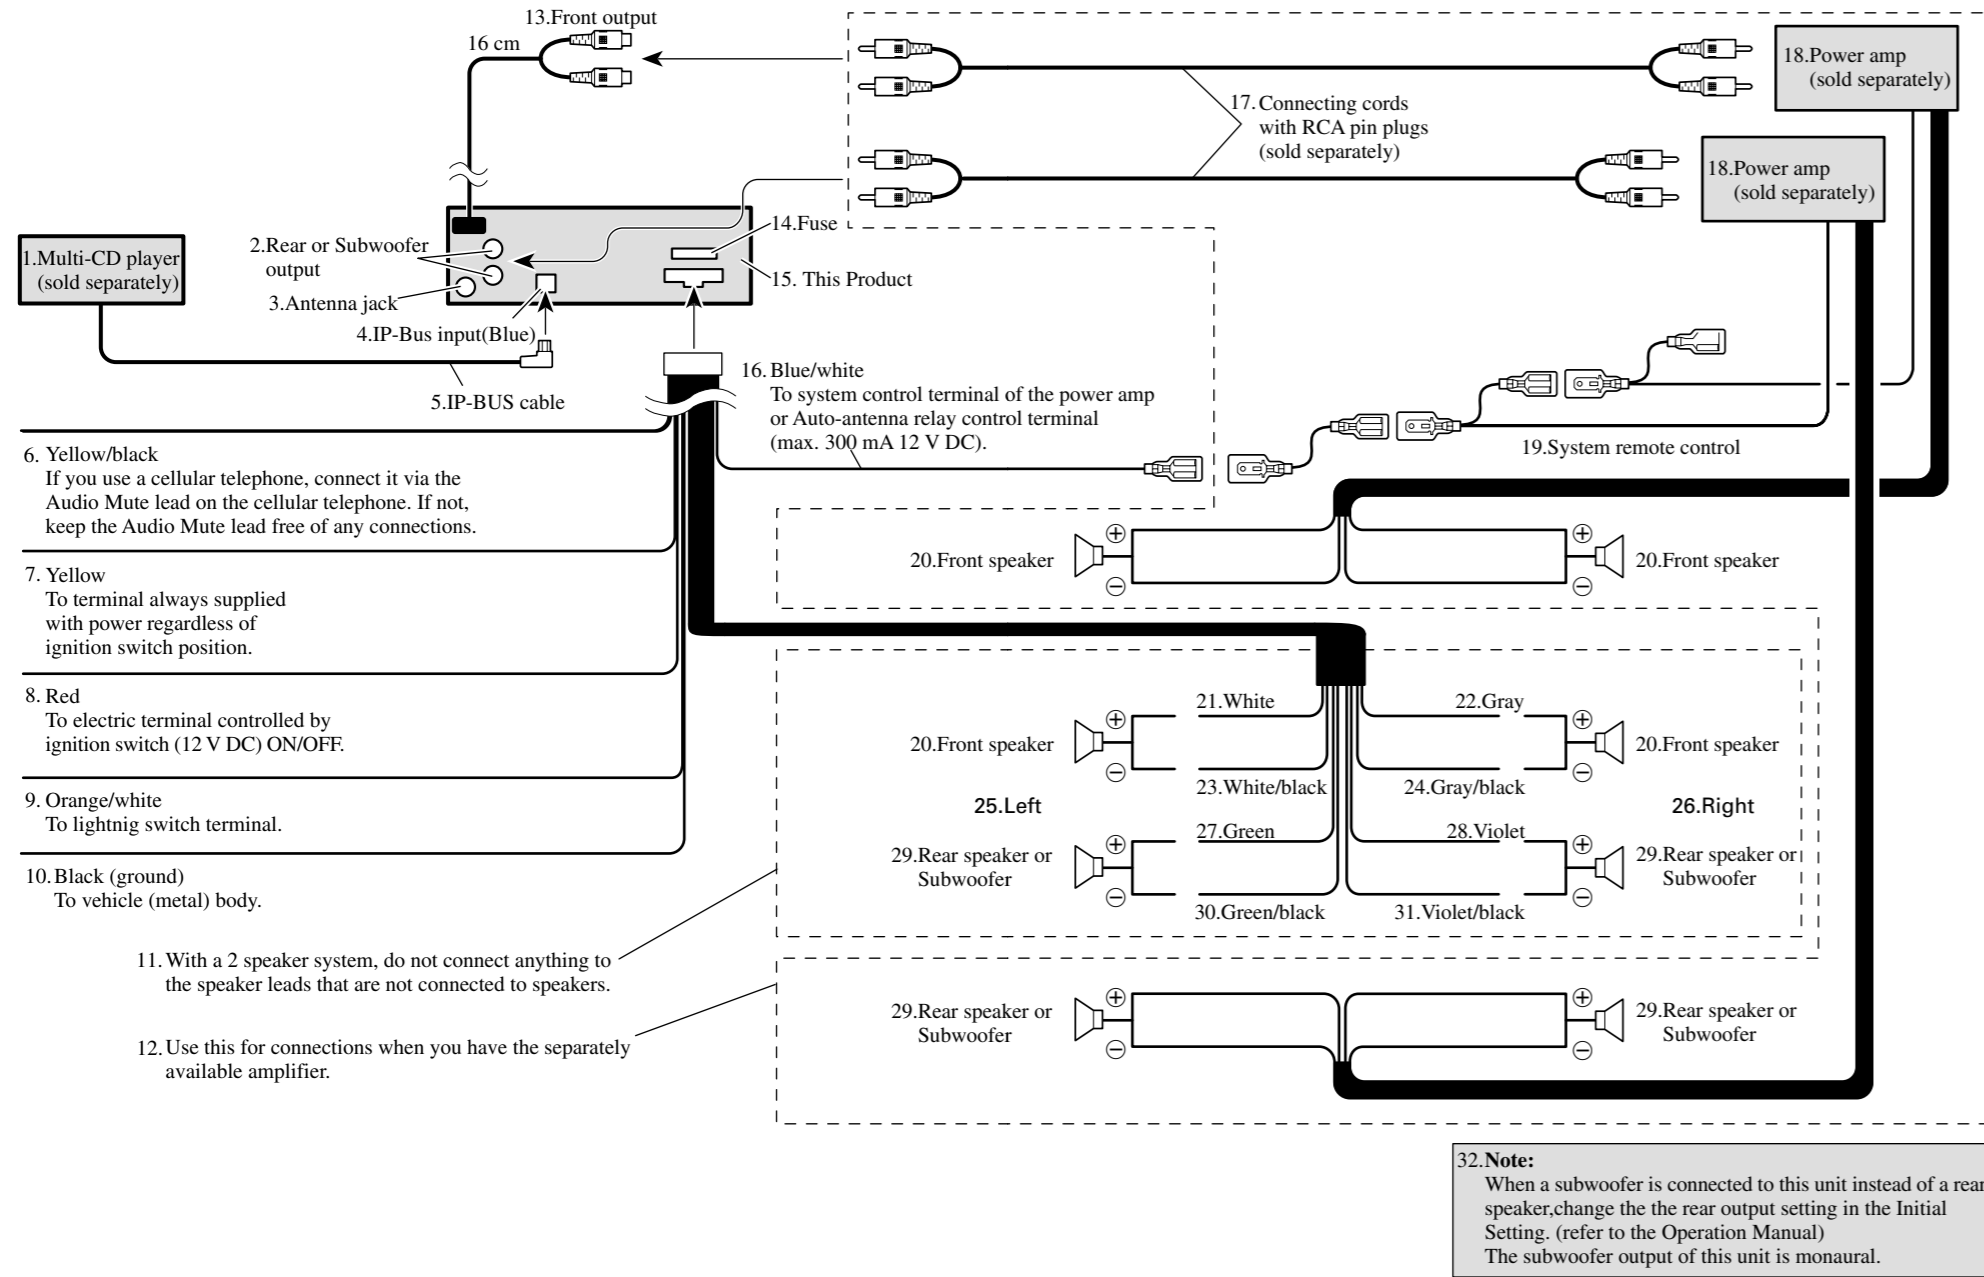 13.Front output
16 cm
18.Power amp
(sold separately)
17.Connecting cords
with RCA pin plugs
(sold separately)
18.Power amp
(sold separately)
14.Fuse
2.Rear or Subwoofer
output
1.Multi-CD player
(sold separately)
15. This Product
3.Antenna jack
4.IP-Bus input(Blue)
5.IP-BUS cable
16. Blue/white
To system control terminal of the power amp
or Auto-antenna relay control terminal
(max. 300 mA 12 V DC).
19.System remote control
6. Yellow/black
If you use a cellular telephone, connect it via the
Audio Mute lead on the cellular telephone. If not,
keep the Audio Mute lead free of any connections.
7. Yellow
To terminal always supplied
with power regardless of
ignition switch position.
8. Red
To electric terminal controlled by
ignition switch (12 V DC) ON/OFF.
9. Orange/white
To lightnig switch terminal.
10. Black (ground)
To vehicle (metal) body.
11. With a 2 speaker system, do not connect anything to
the speaker leads that are not connected to speakers.
12. Use this for connections when you have the separately
available amplifier.
+
+
20.Front speaker
20.Front speaker
−
−
21.White
22.Gray
+
+
20.Front speaker
20.Front speaker
−
−
23.White/black
24.Gray/black
25.Left
26.Right
27.Green
28.Violet
+
+
29.Rear speaker or
Subwoofer
29.Rear speaker or
Subwoofer
−
−
30.Green/black
31.Violet/black
+
+
29.Rear speaker or
Subwoofer
29.Rear speaker or
Subwoofer
−
−
32.Note:
When a subwoofer is connected to this unit instead of a rear
speaker,change the the rear output setting in the Initial
Setting. (refer to the Operation Manual)
The subwoofer output of this unit is monaural.